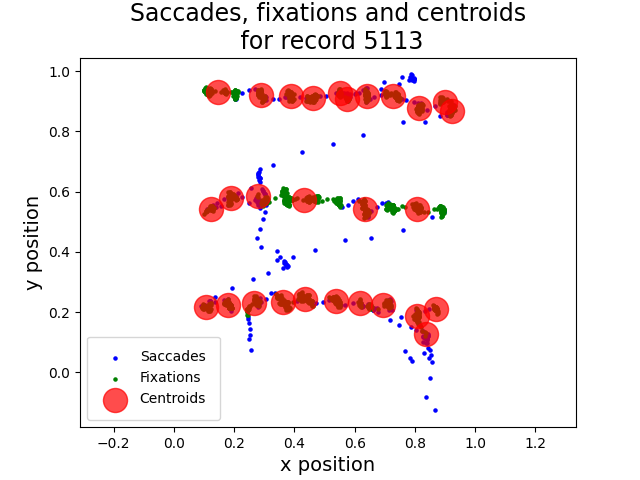 Saccades, fixations and centroids
for record 5113
1.0
0.8
0.6
0.4
0.2
0.0
y position
Saccades
Fixations
Centroids
−0.2 0.0 0.2 0.4 0.6 0.8 1.0 1.2
x position